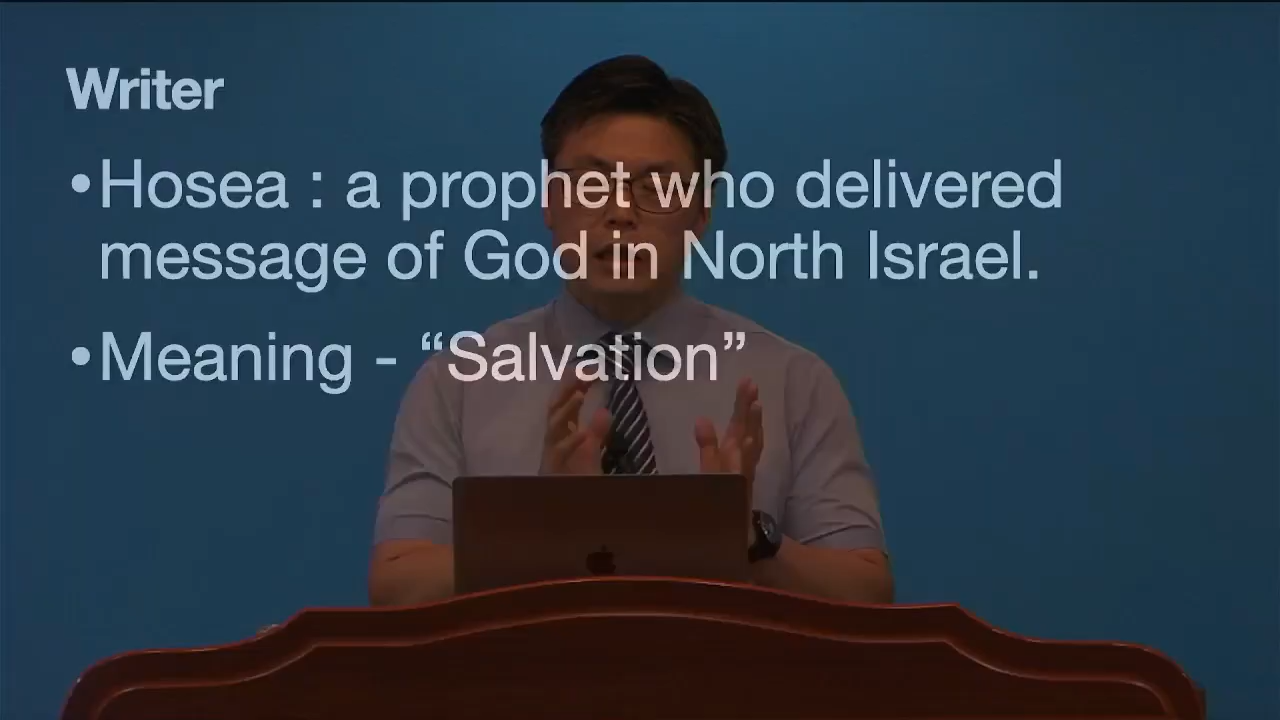 Writer
•Hosea : a prophet who delivered
message of God in North Israel.
•Meaning - “Salvation”